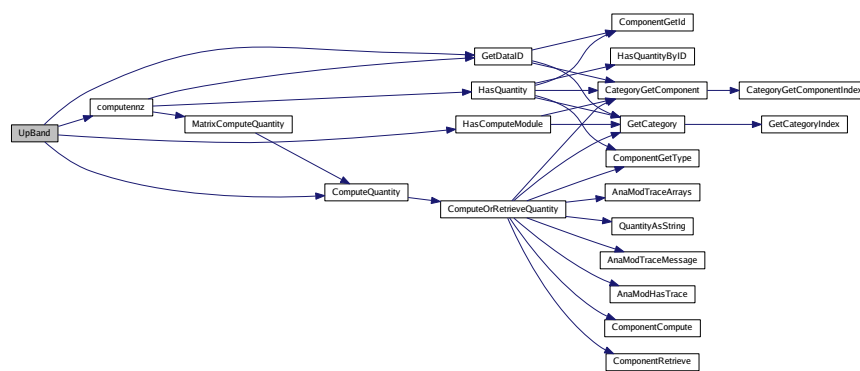 ComponentGetId
GetDataID
HasQuantityByID
HasQuantity
CategoryGetComponent
CategoryGetComponentIndex
computennz
MatrixComputeQuantity
HasComputeModule
GetCategory
GetCategoryIndex
UpBand
ComponentGetType
ComputeQuantity
AnaModTraceArrays
ComputeOrRetrieveQuantity
QuantityAsString
AnaModTraceMessage
AnaModHasTrace
ComponentCompute
ComponentRetrieve